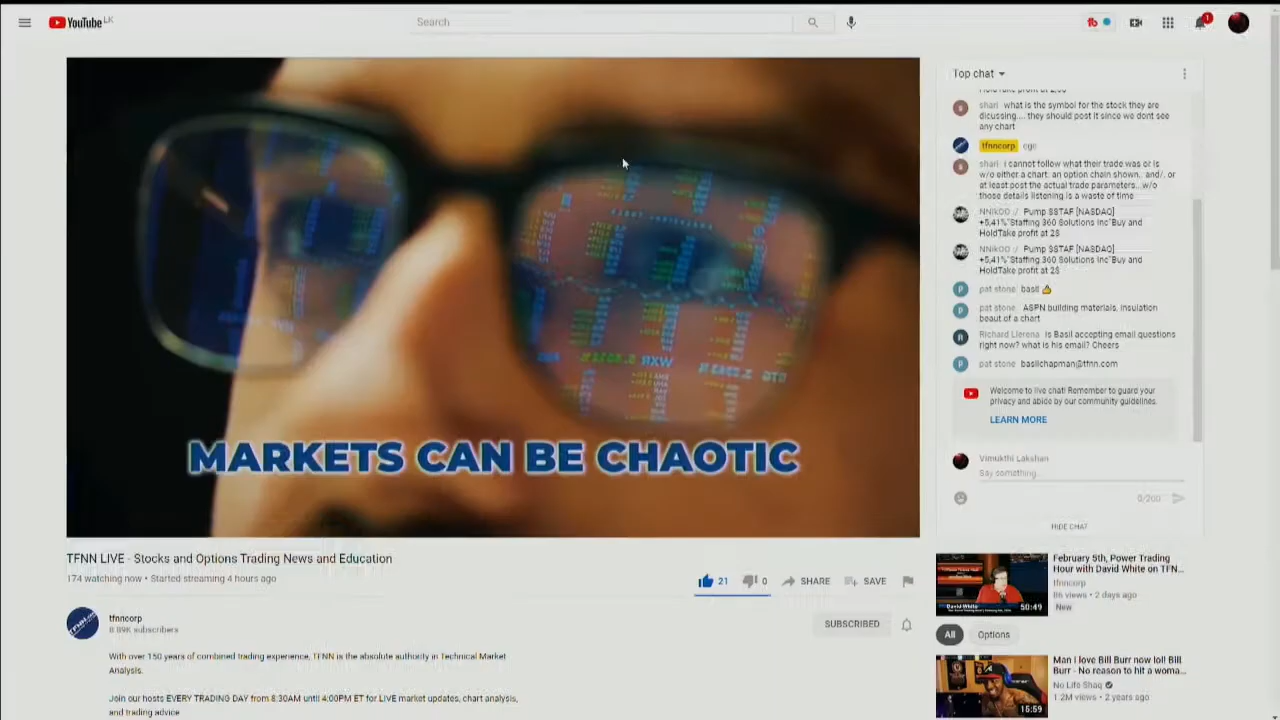 YouTube LK
Search
1
Top chat
shari what is the symbol for the stock they are
dicussing.... they should post it since we dont see
any chart
tfnncorp cgc
shari i cannot follow what their trade was or is
w/o either a chart, an option chain shown, and/, or
at least post the actual trade parameters...w/o
those details listening is a waste of time
NNIKOO :/ Pump $STAF [NASDAQ]
+5,41%"Staffing 360 Solutions Inc"Buy and
HoldTake profit at 2$
NNIKOO :/ Pump $STAF [NASDAQ]
+5,41%"Staffing 360 Solutions Inc"Buy and
HoldTake profit at 2$
pat stone basil 👍
pat stone ASPN building materials, insulation
beaut of a chart
Richard Llerena Is Basil accepting email questions
right now? what is his email? Cheers
pat stone basilchapman@tfnn.com
Welcome to live chat! Remember to guard your
privacy and abide by our community guidelines.
LEARN MORE
Vimukthi Lakshan
Say something...
0/200
HIDE CHAT
MARKETS CAN BE CHAOTIC
TFNN LIVE - Stocks and Options Trading News and Education
174 watching now • Started streaming 4 hours ago
21
0
SHARE
SAVE
tfnncorp
8.89K subscribers
SUBSCRIBED
With over 150 years of combined trading experience, TFNN is the absolute authority in Technical Market
Analysis.
Join our hosts EVERY TRADING DAY from 8:30AM until 4:00PM ET for LIVE market updates, chart analysis,
and trading advice
David White
50:49
February 5th, Power Trading
Hour with David White on TFN...
tfnncorp
86 views • 2 days ago
New
All
Options
15:59
Man I love Bill Burr now lol! Bill
Burr - No reason to hit a woma...
No Life Shaq
1.2M views • 2 years ago